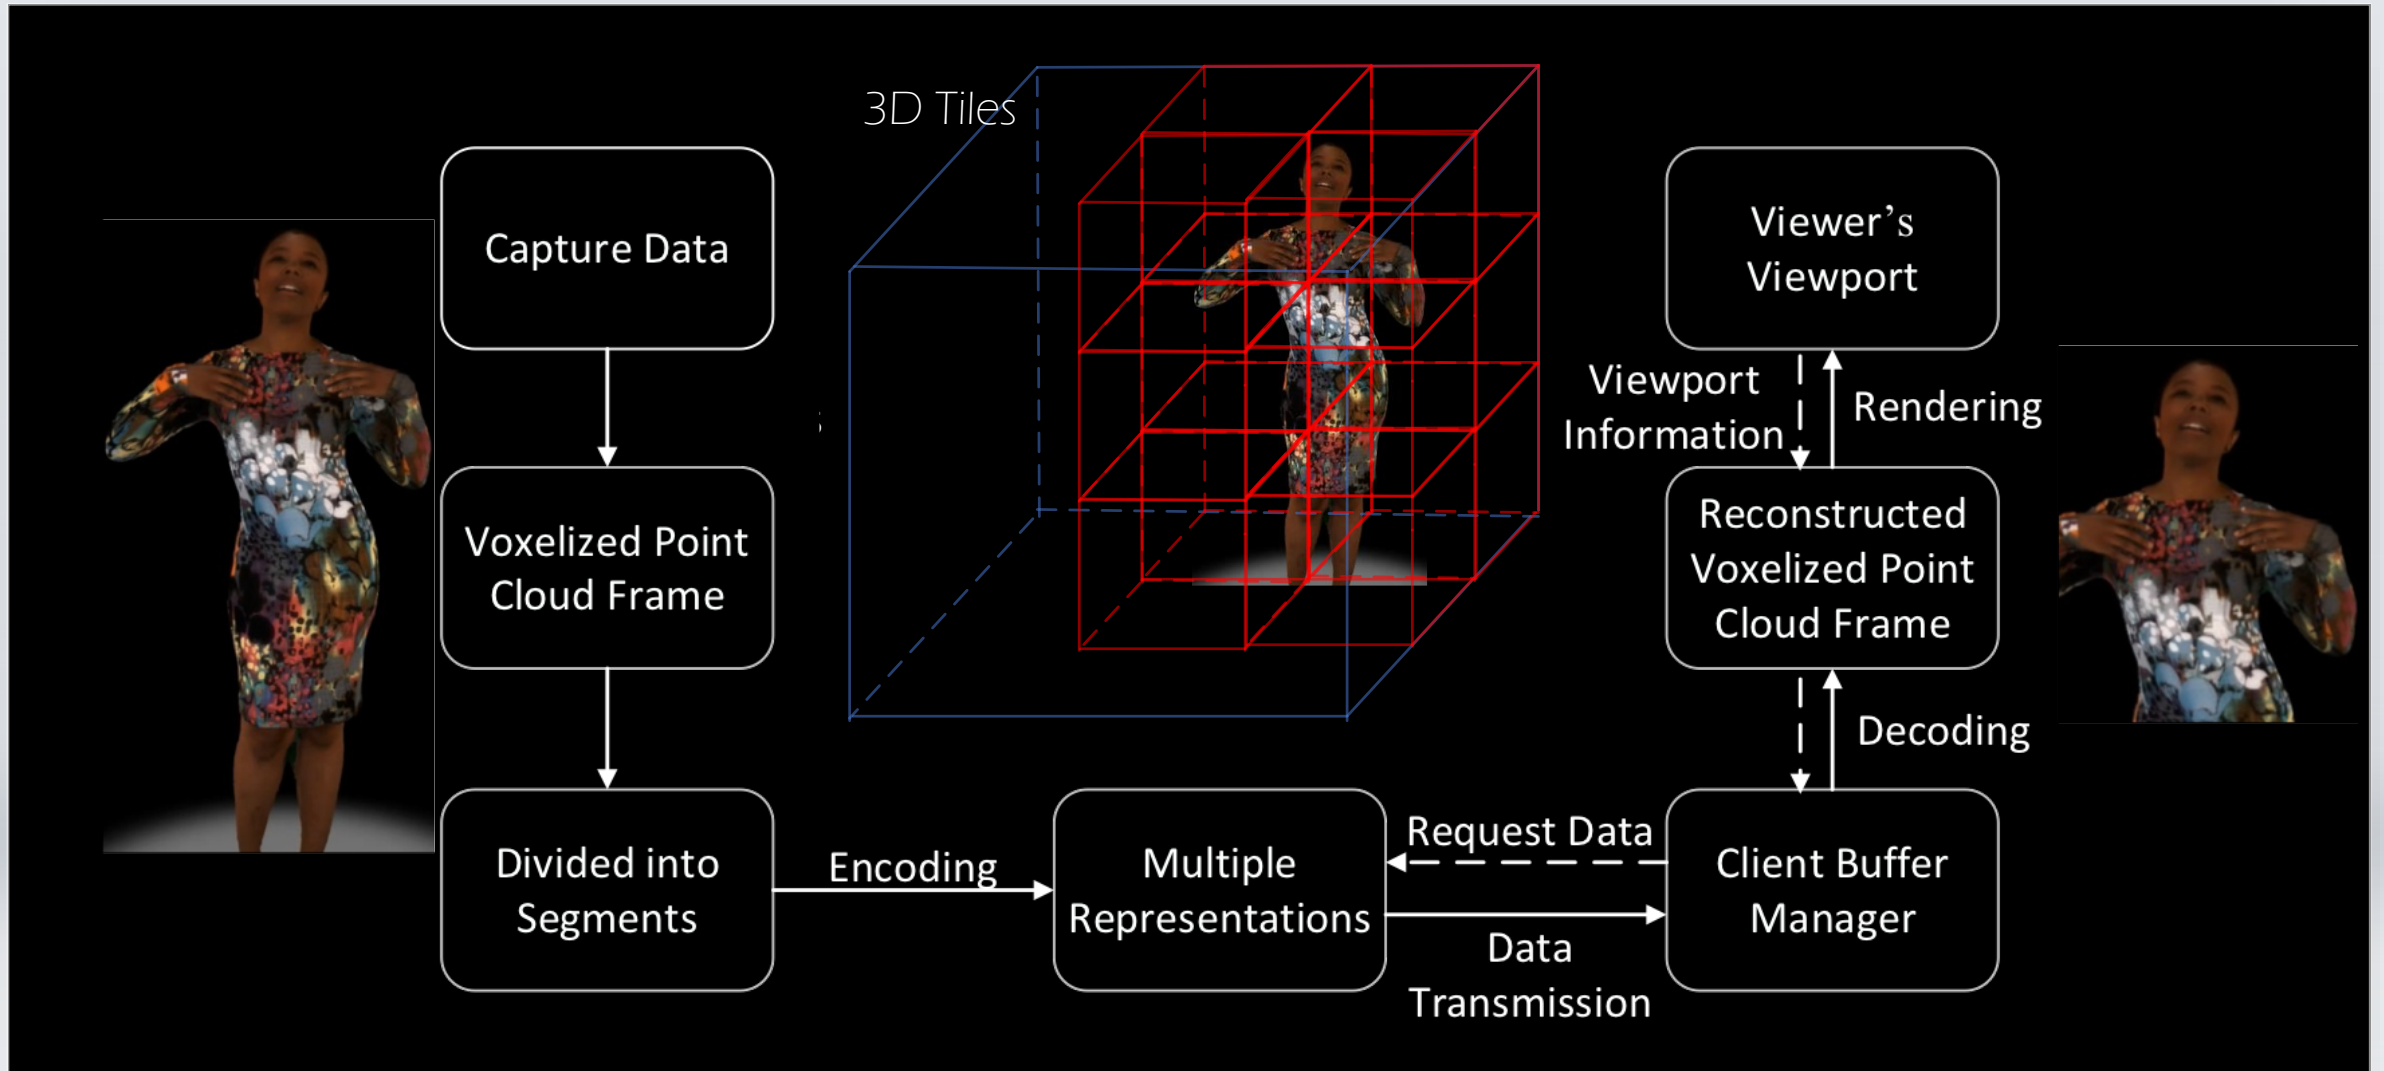 3D Tiles
Capture Data
Voxelized Point
Cloud Frame
Divided into
Segments
Encoding
Multiple
Representations
Request Data
Data
Transmission
Client Buffer
Manager
Decoding
Reconstructed
Voxelized Point
Cloud Frame
Viewport
Information
Rendering
Viewer’s
Viewport